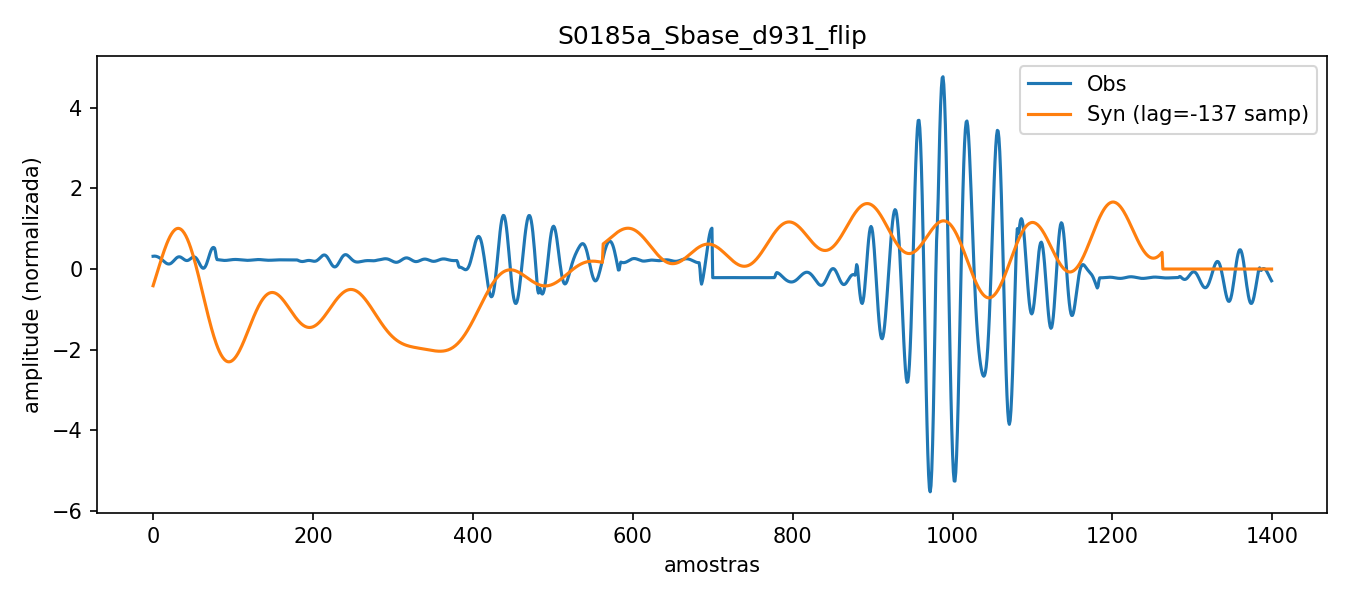 S0185a_Sbase_d931_flip
Obs
Syn (lag=-137 samp)
amplitude (normalizada)
4
2
0
−2
−4
−6
0 200 400 600 800 1000 1200 1400
amostras